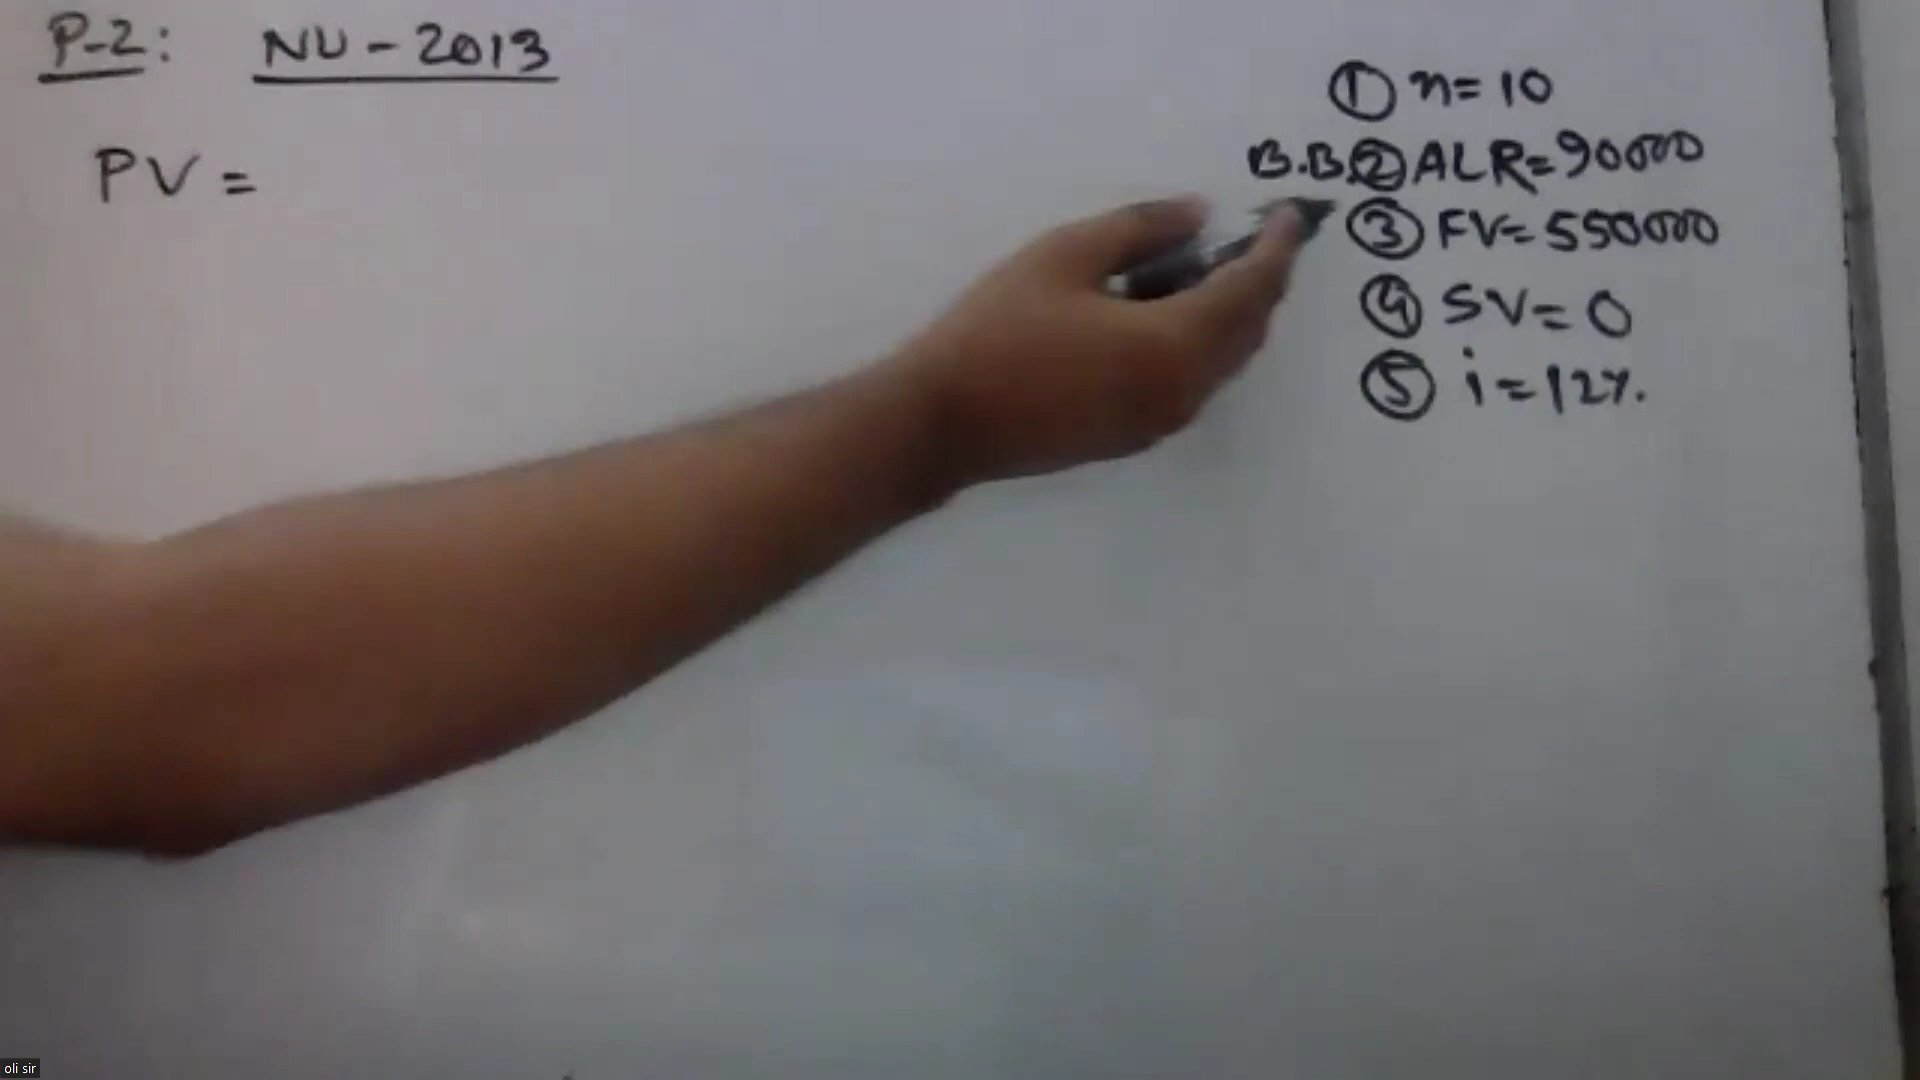 P-2: NU - 2013
PV =
① n = 10
B.B. ② ALR = 90000
③ FV = 550000
④ SV = 0
⑤ i = 12%.
oli sir